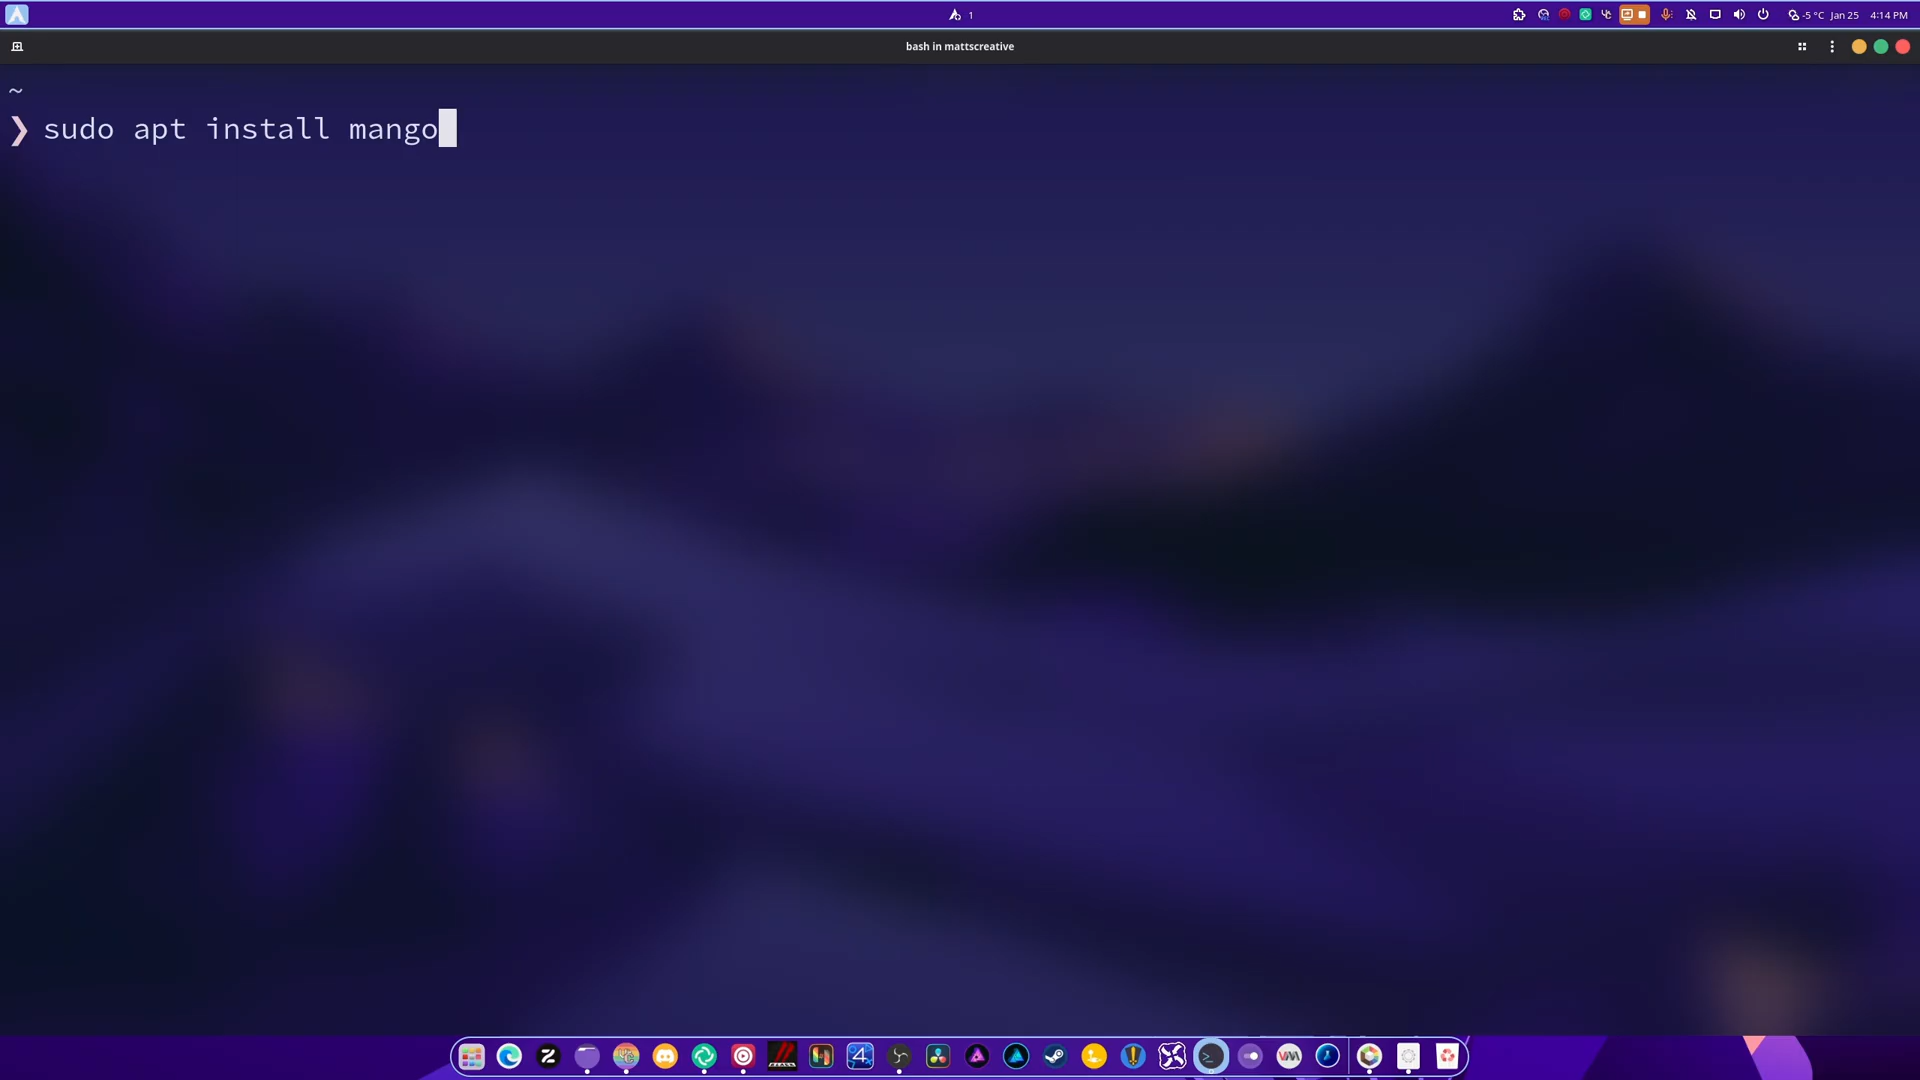 1
-5 °C Jan 25 4:14 PM
bash in mattscreative
~
❯ sudo apt install mango